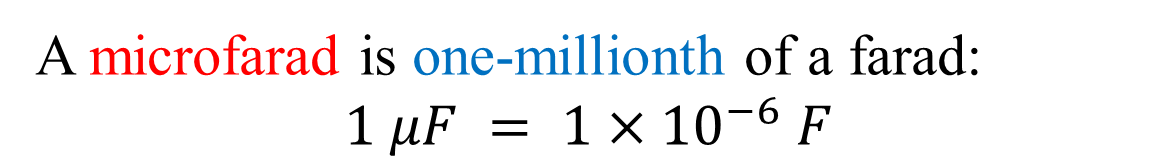 A microfarad is one-millionth of a farad:
1 μF = 1 × 10⁻⁶ F